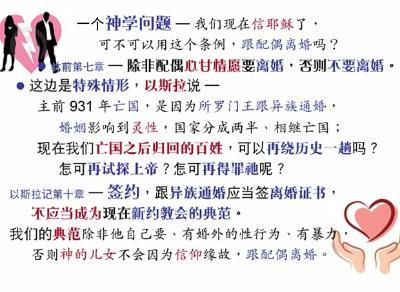 一个神学问题 — 我们现在信耶稣了，
可不可以用这个条例，跟配偶离婚吗？
前第七章 — 除非配偶心甘情愿要离婚，否则不要离婚。
● 这边是特殊情形，以斯拉说 —
主前 931 年亡国，是因为所罗门王跟异族通婚，
婚姻影响到灵性，国家分成两半、相继亡国；
现在我们亡国之后归回的百姓，可以再绕历史一趟吗？
怎可再试探上帝？怎可再得罪祂呢？
以斯拉记第十章 — 签约，跟异族通婚应当签离婚证书，
不应当成为现在新约教会的典范。
我们的典范除非他自己要、有婚外的性行为、有暴力，
否则神的儿女不会因为信仰缘故，跟配偶离婚。